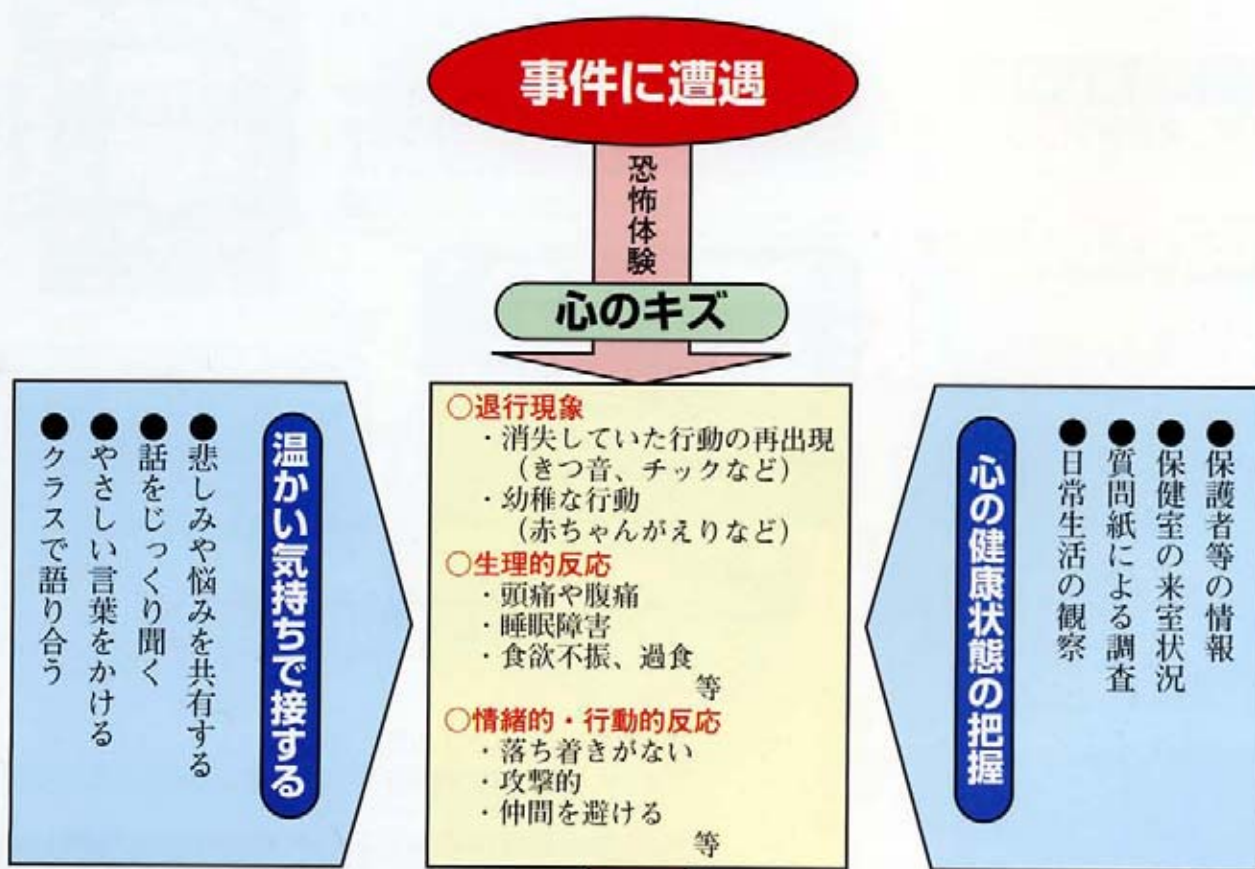 事件に遭遇
恐怖体験
心のキズ
温かい気持ちで接する
●悲しみや悩みを共有する
●話をじっくり聞く
●やさしい言葉をかける
●クラスで語り合う
○退行現象
・消失していた行動の再出現
（きつ音、チックなど）
・幼稚な行動
（赤ちゃんがえりなど）
○生理的反応
・頭痛や腹痛
・睡眠障害
・食欲不振、過食
等
○情緒的・行動的反応
・落ち着きがない
・攻撃的
・仲間を避ける
等
●保護者等の情報
●保健室の来室状況
●質問紙による調査
●日常生活の観察
心の健康状態の把握